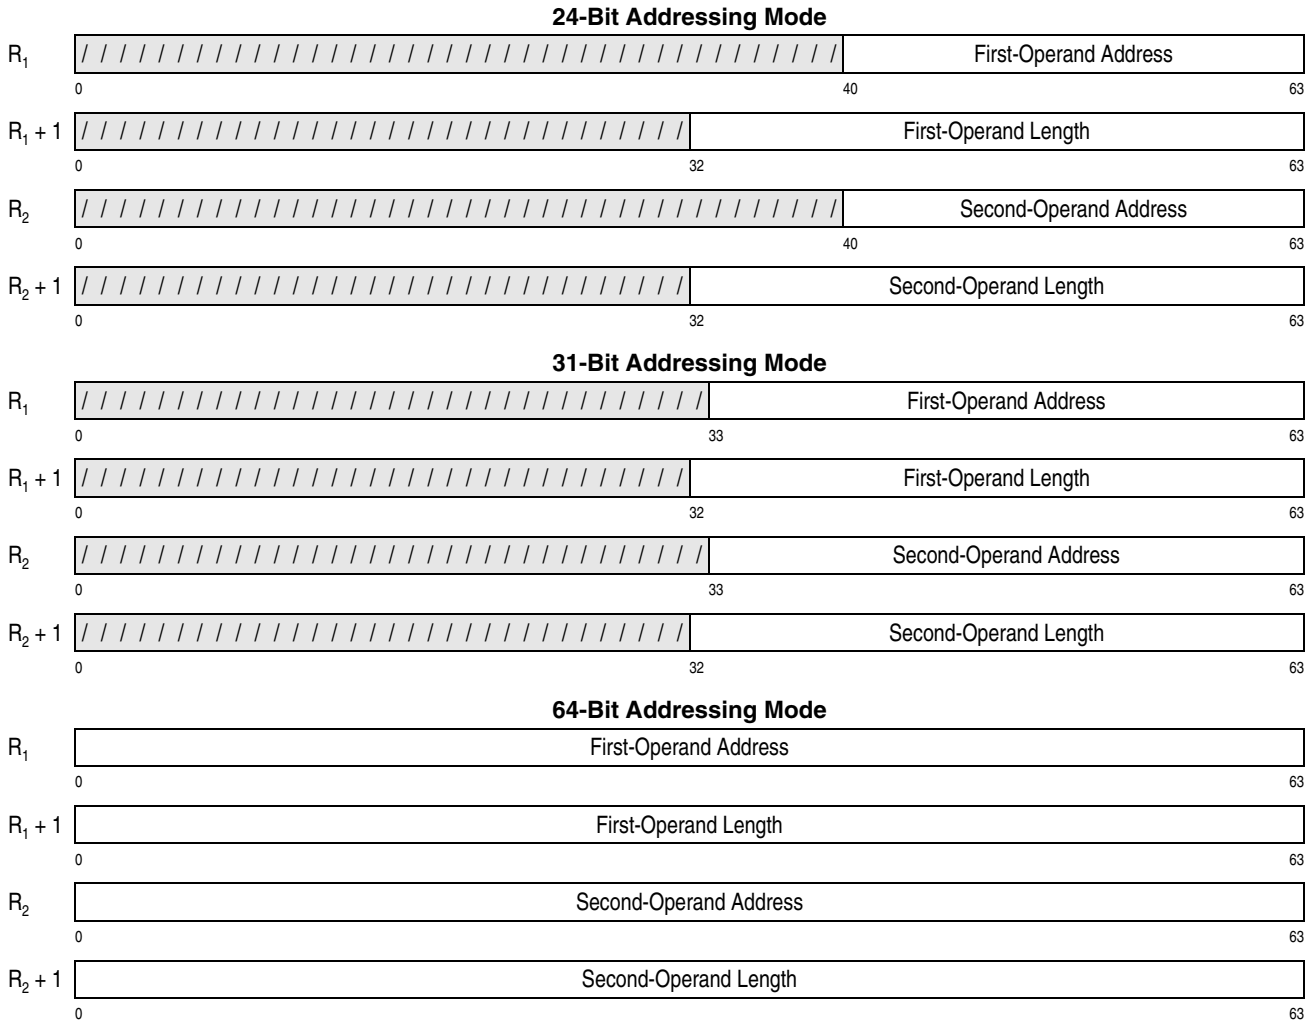 24-Bit Addressing Mode
R₁ / / / / / / / / / / / / / / / / / / / / / / / / / / / / / / / / / / / / / / / / First-Operand Address
0 40 63
R₁ + 1 / / / / / / / / / / / / / / / / / / / / / / / / / / / / / / / / First-Operand Length
0 32 63
R₂ / / / / / / / / / / / / / / / / / / / / / / / / / / / / / / / / / / / / / / / / Second-Operand Address
0 40 63
R₂ + 1 / / / / / / / / / / / / / / / / / / / / / / / / / / / / / / / / Second-Operand Length
0 32 63
31-Bit Addressing Mode
R₁ / / / / / / / / / / / / / / / / / / / / / / / / / / / / / / / / / First-Operand Address
0 33 63
R₁ + 1 / / / / / / / / / / / / / / / / / / / / / / / / / / / / / / / / First-Operand Length
0 32 63
R₂ / / / / / / / / / / / / / / / / / / / / / / / / / / / / / / / / / Second-Operand Address
0 33 63
R₂ + 1 / / / / / / / / / / / / / / / / / / / / / / / / / / / / / / / / Second-Operand Length
0 32 63
64-Bit Addressing Mode
R₁ First-Operand Address
0 63
R₁ + 1 First-Operand Length
0 63
R₂ Second-Operand Address
0 63
R₂ + 1 Second-Operand Length
0 63